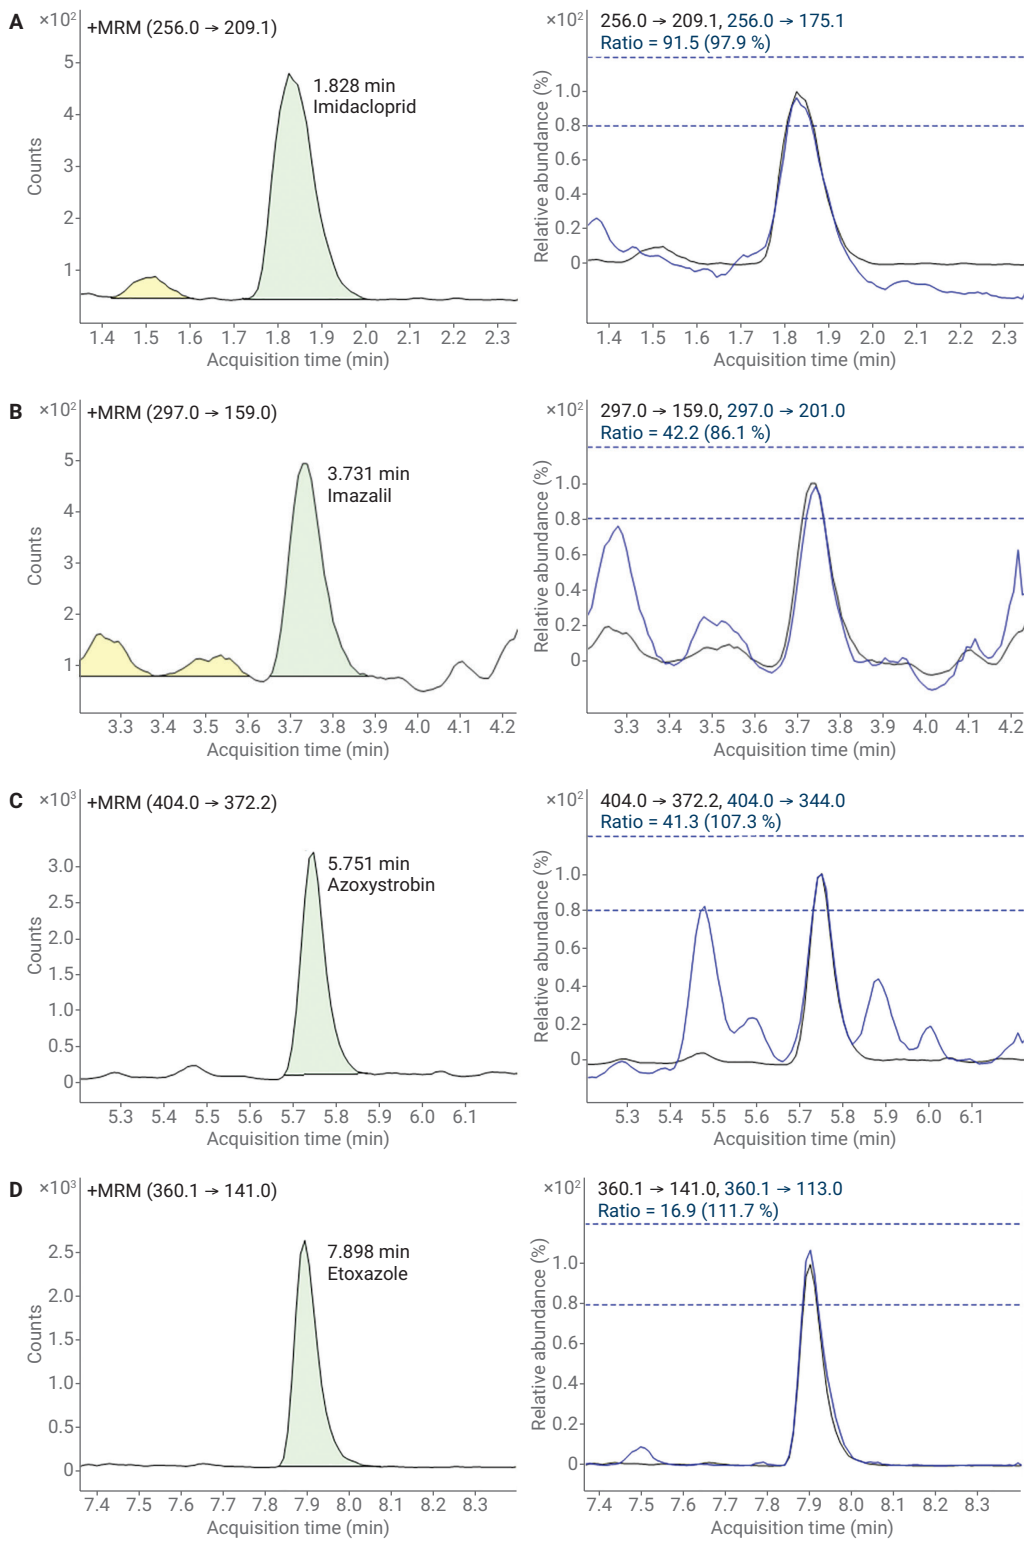 A
×10²
+MRM (256.0 → 209.1)
1.828 min
Imidacloprid
5
4
3
2
1
Counts
1.4 1.5 1.6 1.7 1.8 1.9 2.0 2.1 2.2 2.3
Acquisition time (min)
×10²
256.0 → 209.1, 256.0 → 175.1
Ratio = 91.5 (97.9 %)
1.0
0.8
0.6
0.4
0.2
0
Relative abundance (%)
1.4 1.5 1.6 1.7 1.8 1.9 2.0 2.1 2.2 2.3
Acquisition time (min)
B
×10²
+MRM (297.0 → 159.0)
3.731 min
Imazalil
5
4
3
2
1
Counts
3.3 3.4 3.5 3.6 3.7 3.8 3.9 4.0 4.1 4.2
Acquisition time (min)
×10²
297.0 → 159.0, 297.0 → 201.0
Ratio = 42.2 (86.1 %)
1.0
0.8
0.6
0.4
0.2
0
Relative abundance (%)
3.3 3.4 3.5 3.6 3.7 3.8 3.9 4.0 4.1 4.2
Acquisition time (min)
C
×10³
+MRM (404.0 → 372.2)
5.751 min
Azoxystrobin
3.0
2.5
2.0
1.5
1.0
0.5
0
Counts
5.3 5.4 5.5 5.6 5.7 5.8 5.9 6.0 6.1
Acquisition time (min)
×10²
404.0 → 372.2, 404.0 → 344.0
Ratio = 41.3 (107.3 %)
1.0
0.8
0.6
0.4
0.2
0
Relative abundance (%)
5.3 5.4 5.5 5.6 5.7 5.8 5.9 6.0 6.1
Acquisition time (min)
D
×10³
+MRM (360.1 → 141.0)
7.898 min
Etoxazole
2.5
2.0
1.5
1.0
0.5
0
Counts
7.4 7.5 7.6 7.7 7.8 7.9 8.0 8.1 8.2 8.3
Acquisition time (min)
×10²
360.1 → 141.0, 360.1 → 113.0
Ratio = 16.9 (111.7 %)
1.0
0.8
0.6
0.4
0.2
0
Relative abundance (%)
7.4 7.5 7.6 7.7 7.8 7.9 8.0 8.1 8.2 8.3
Acquisition time (min)